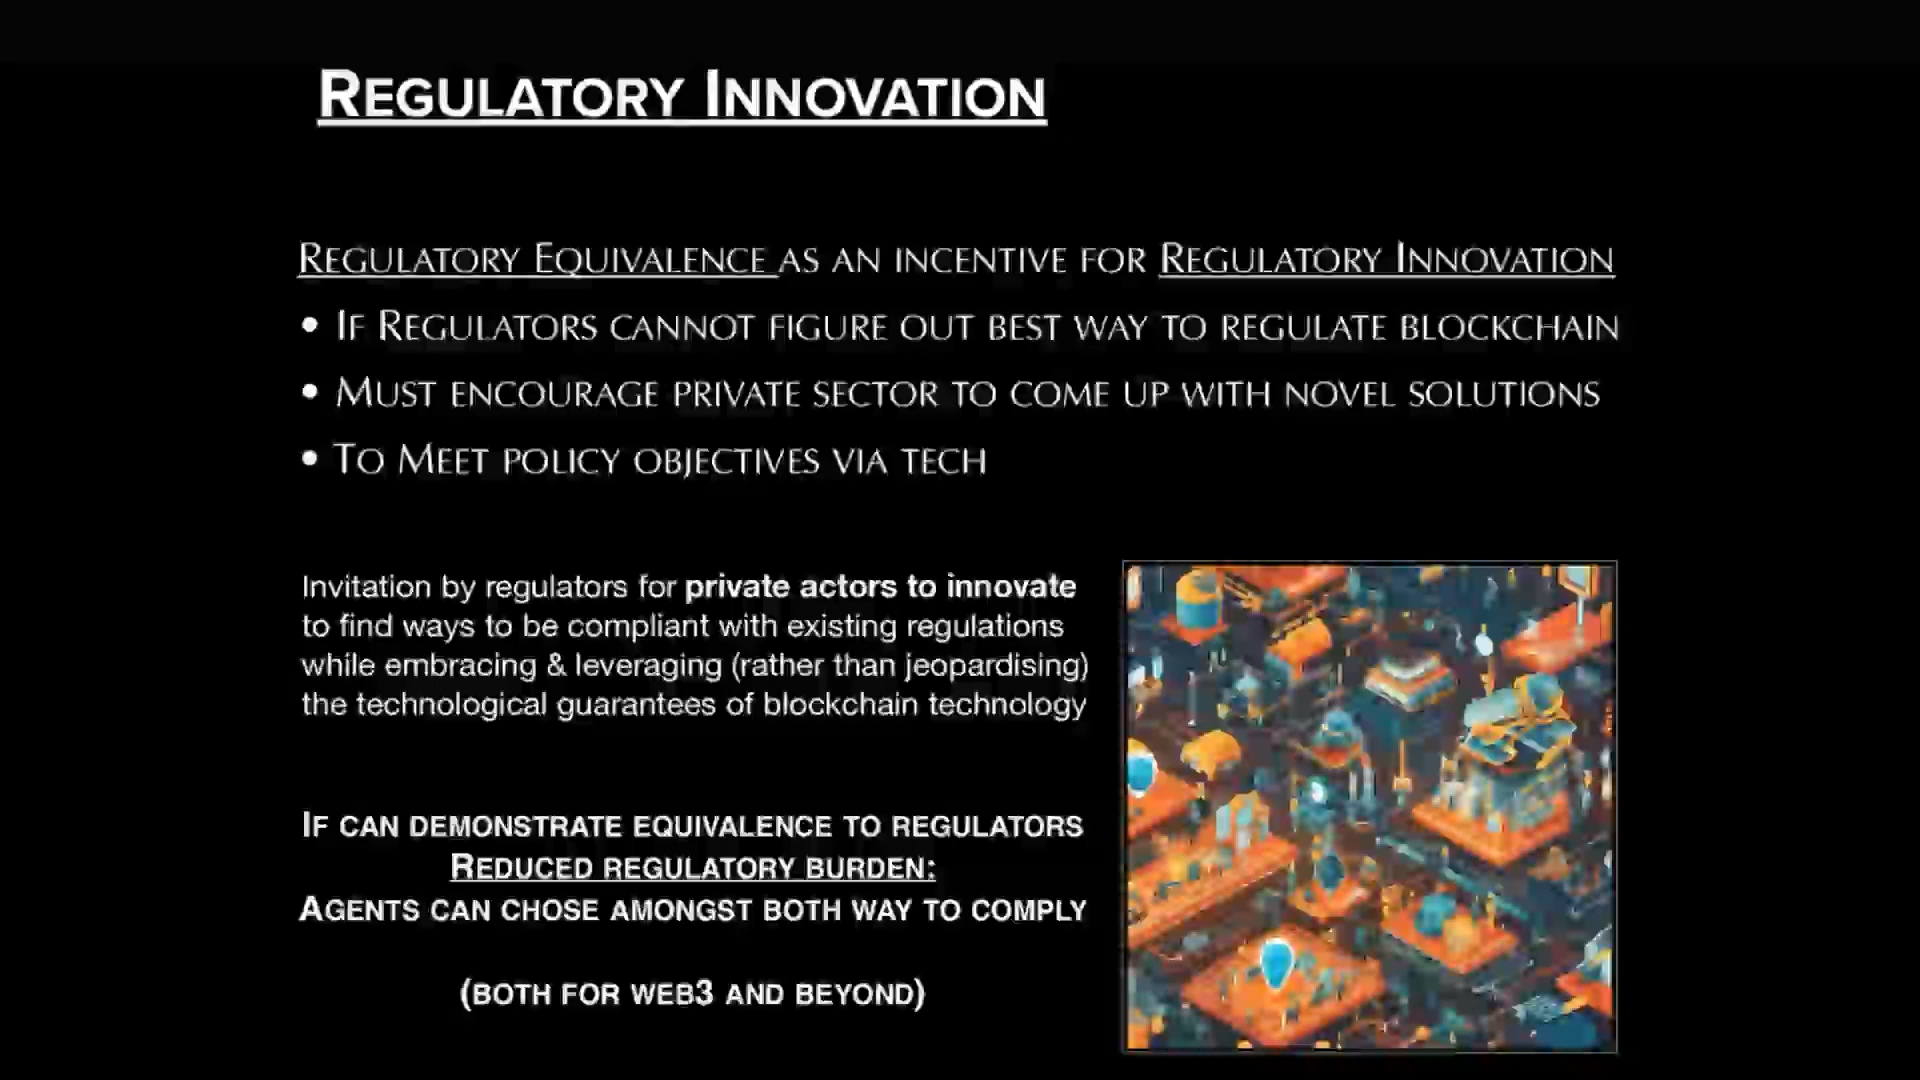 REGULATORY INNOVATION
REGULATORY EQUIVALENCE AS AN INCENTIVE FOR REGULATORY INNOVATION
• IF REGULATORS CANNOT FIGURE OUT BEST WAY TO REGULATE BLOCKCHAIN
• MUST ENCOURAGE PRIVATE SECTOR TO COME UP WITH NOVEL SOLUTIONS
• TO MEET POLICY OBJECTIVES VIA TECH
Invitation by regulators for private actors to innovate
to find ways to be compliant with existing regulations
while embracing & leveraging (rather than jeopardising)
the technological guarantees of blockchain technology
IF CAN DEMONSTRATE EQUIVALENCE TO REGULATORS
REDUCED REGULATORY BURDEN:
AGENTS CAN CHOSE AMONGST BOTH WAY TO COMPLY
(BOTH FOR WEB3 AND BEYOND)